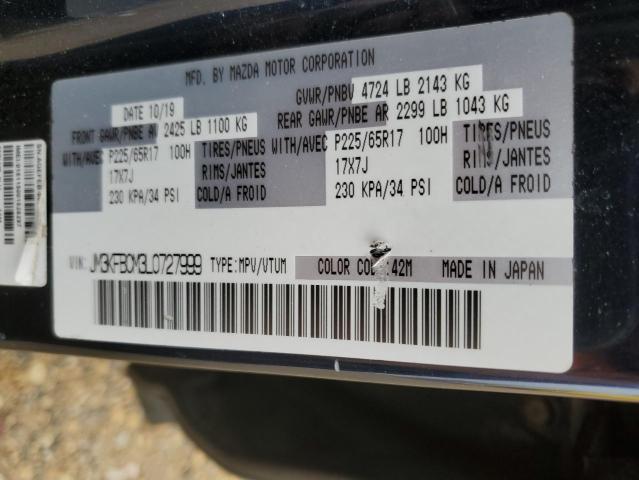 MFD. BY MAZDA MOTOR CORPORATION
DATE 10/19 GVWR/PNBV 4724 LB 2143 KG
FRONT GAWR/PNBE AV 2425 LB 1100 KG REAR GAWR/PNBE AR 2299 LB 1043 KG
WITH/AVEC P225/65R17 100H TIRES/PNEUS WITH/AVEC P225/65R17 100H TIRES/PNEUS
17X7J RIMS/JANTES 17X7J RIMS/JANTES
230 KPA/34 PSI COLD/A FROID 230 KPA/34 PSI COLD/A FROID
VIN: JM3KFBCM3L0727999 TYPE:MPV/VTUM COLOR 42M MADE IN JAPAN